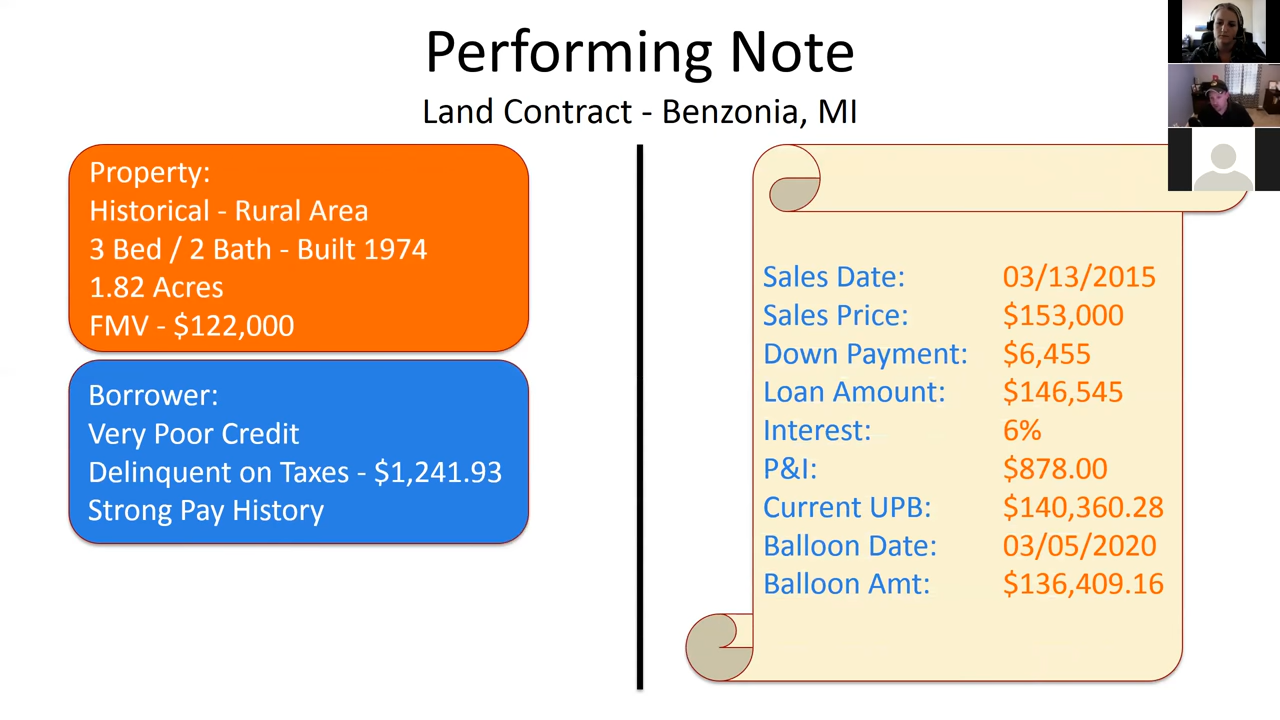 Performing Note
Land Contract - Benzonia, MI
Property:
Historical - Rural Area
3 Bed / 2 Bath - Built 1974
1.82 Acres
FMV - $122,000
Borrower:
Very Poor Credit
Delinquent on Taxes - $1,241.93
Strong Pay History
Sales Date: 03/13/2015
Sales Price: $153,000
Down Payment: $6,455
Loan Amount: $146,545
Interest: 6%
P&I: $878.00
Current UPB: $140,360.28
Balloon Date: 03/05/2020
Balloon Amt: $136,409.16